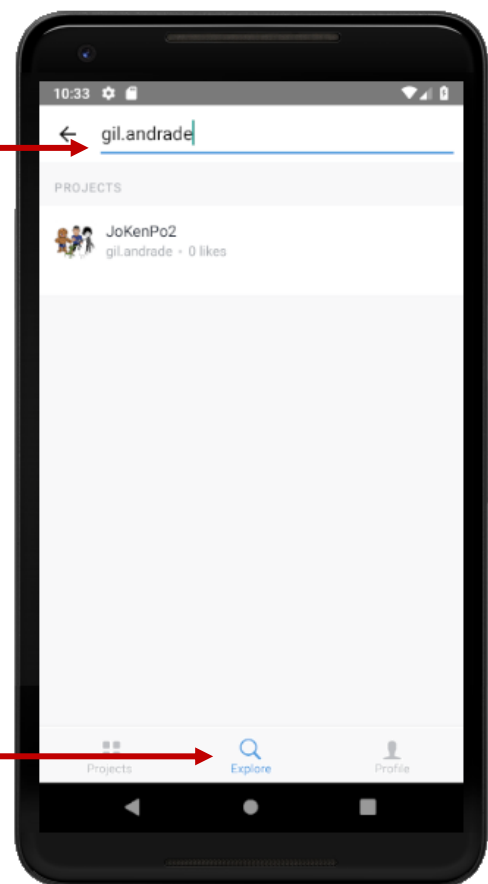 10:33
gil.andrade
PROJECTS
JoKenPo2
gil.andrade • 0 likes
Projects Explore Profile